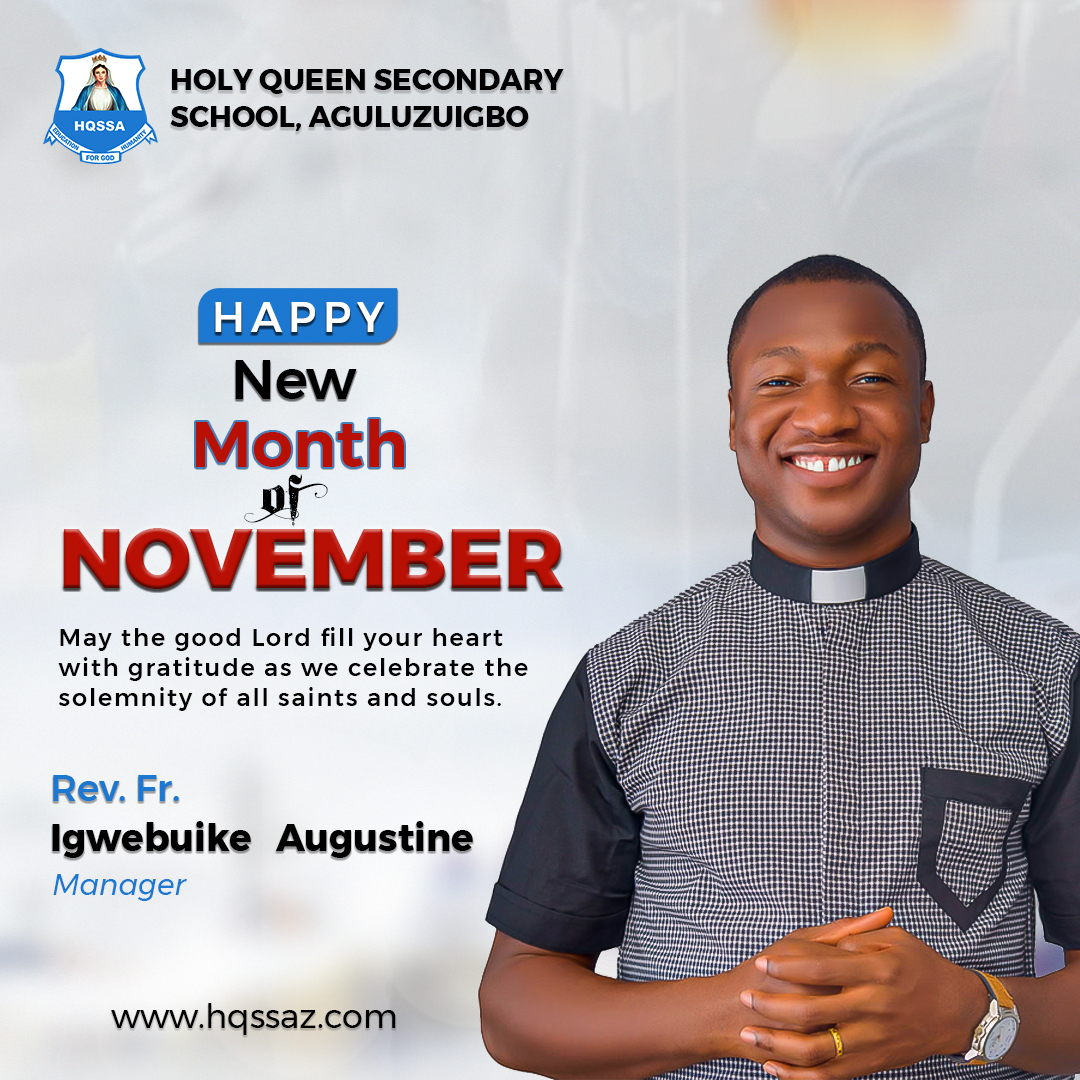 HOLY QUEEN SECONDARY
SCHOOL, AGULUZUIGBO
HQSSA
EDUCATION
FOR GOD
HUMANITY
HAPPY
New
Month
of
NOVEMBER
May the good Lord fill your heart
with gratitude as we celebrate the
solemnity of all saints and souls.
Rev. Fr.
Igwebuike Augustine
Manager
www.hqssaz.com